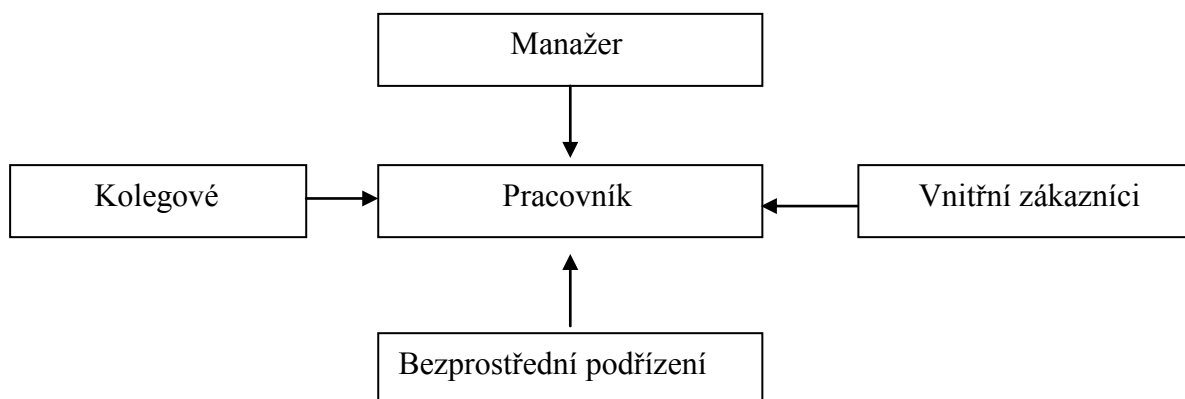 Manažer
Kolegové
Pracovník
Vnitřní zákazníci
Bezprostřední podřízení